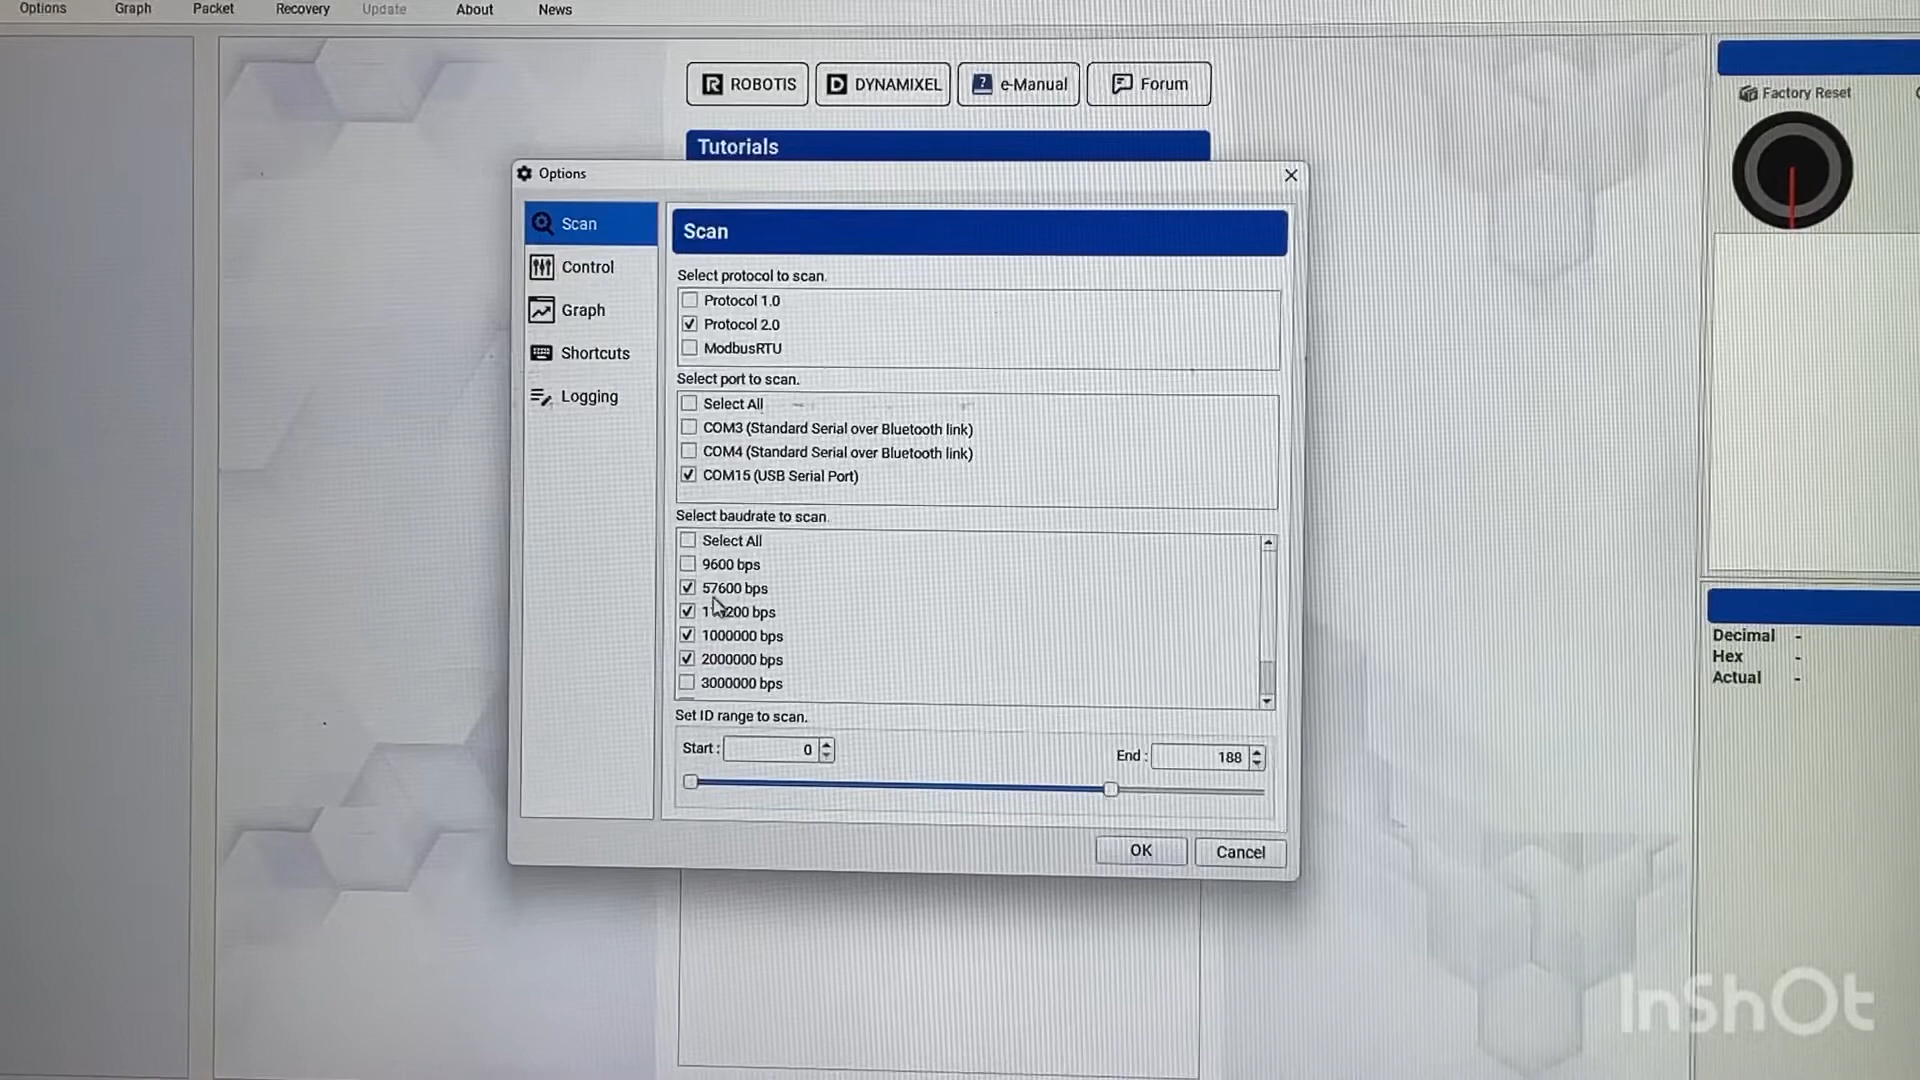 Options Graph Packet Recovery Update About News
ROBOTIS DYNAMIXEL e-Manual Forum
Factory Reset
Tutorials
Options
Scan
Control
Graph
Shortcuts
Logging
Scan
Select protocol to scan.
Protocol 1.0
Protocol 2.0
ModbusRTU
Select port to scan.
Select All
COM3 (Standard Serial over Bluetooth link)
COM4 (Standard Serial over Bluetooth link)
COM15 (USB Serial Port)
Select baudrate to scan.
Select All
9600 bps
57600 bps
bps
1000000 bps
2000000 bps
3000000 bps
Set ID range to scan.
Start : 0
End : 188
OK Cancel
Decimal -
Hex -
Actual -
InShOt